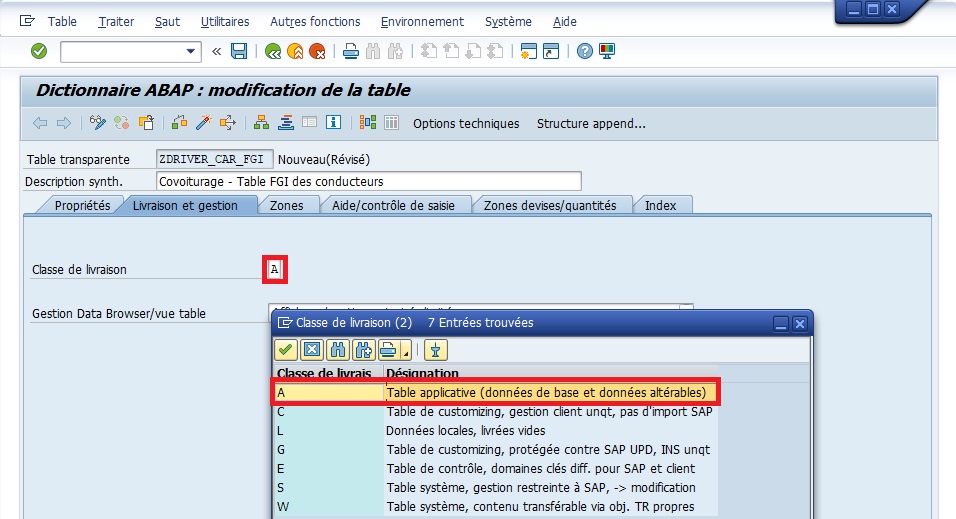 Table Traiter Saut Utilitaires Autres fonctions Environnement Système Aide
Dictionnaire ABAP : modification de la table
Options techniques Structure append...
Table transparente ZDRIVER_CAR_FGI Nouveau(Révisé)
Description synth. Covoiturage - Table FGI des conducteurs
Propriétés Livraison et gestion Zones Aide/contrôle de saisie Zones devises/quantités Index
Classe de livraison A
Gestion Data Browser/vue table
Classe de livraison (2) 7 Entrées trouvées
Classe de livrais Désignation
A Table applicative (données de base et données altérables)
C Table de customizing, gestion client unqt, pas d'import SAP
L Données locales, livrées vides
G Table de customizing, protégée contre SAP UPD, INS unqt
E Table de contrôle, domaines clés diff. pour SAP et client
S Table système, gestion restreinte à SAP, -> modification
W Table système, contenu transférable via obj. TR propres